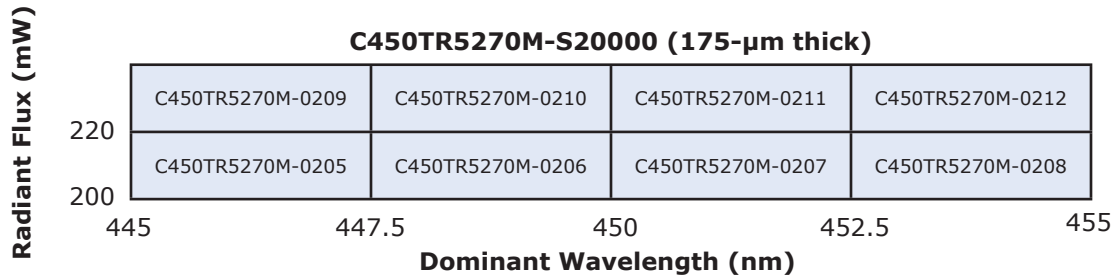 C450TR5270M-S20000 (175-μm thick)
Radiant Flux (mW)
C450TR5270M-0209 C450TR5270M-0210 C450TR5270M-0211 C450TR5270M-0212
220
C450TR5270M-0205 C450TR5270M-0206 C450TR5270M-0207 C450TR5270M-0208
200
445 447.5 450 452.5 455
Dominant Wavelength (nm)